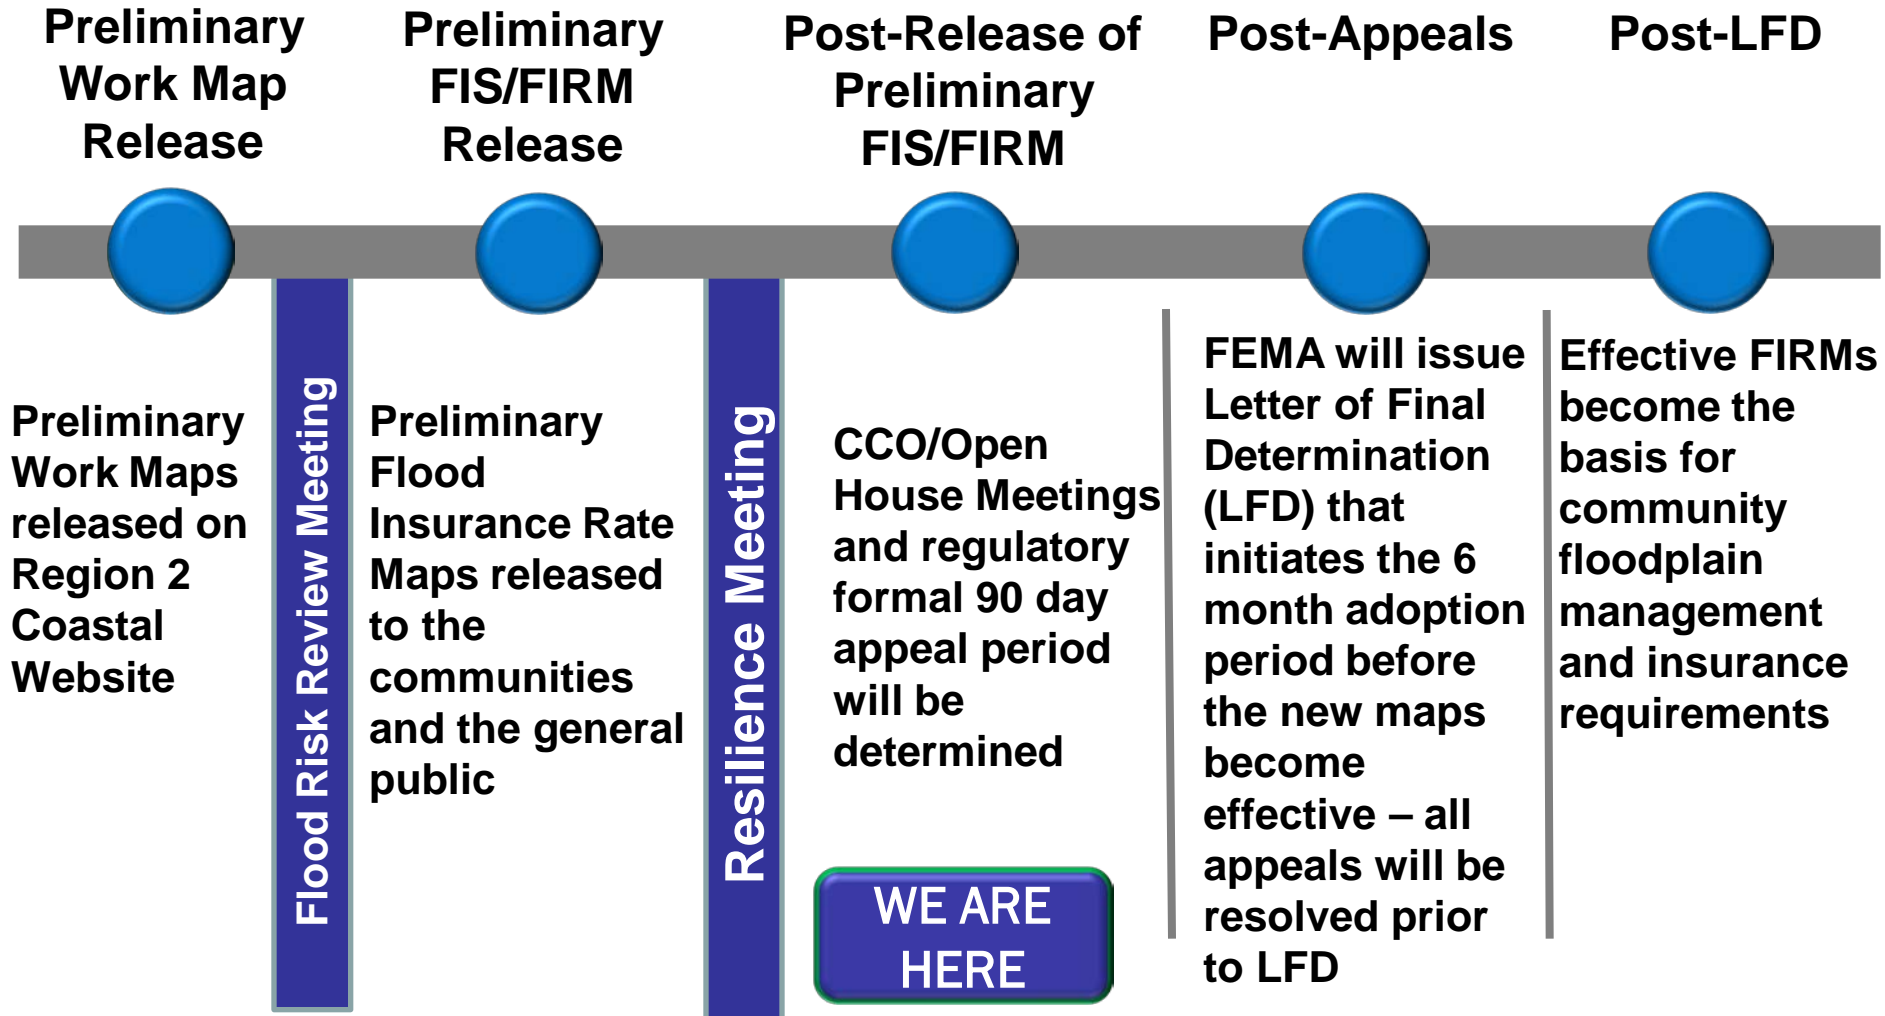 Preliminary
Work Map
Release
Preliminary
FIS/FIRM
Release
Post-Release of
Preliminary
FIS/FIRM
Post-Appeals
Post-LFD
Preliminary
Work Maps
released on
Region 2
Coastal
Website
Flood Risk Review Meeting
Preliminary
Flood
Insurance Rate
Maps released
to the
communities
and the general
public
Resilience Meeting
CCO/Open
House Meetings
and regulatory
formal 90 day
appeal period
will be
determined
WE ARE
HERE
FEMA will issue
Letter of Final
Determination
(LFD) that
initiates the 6
month adoption
period before
the new maps
become
effective – all
appeals will be
resolved prior
to LFD
Effective FIRMs
become the
basis for
community
floodplain
management
and insurance
requirements